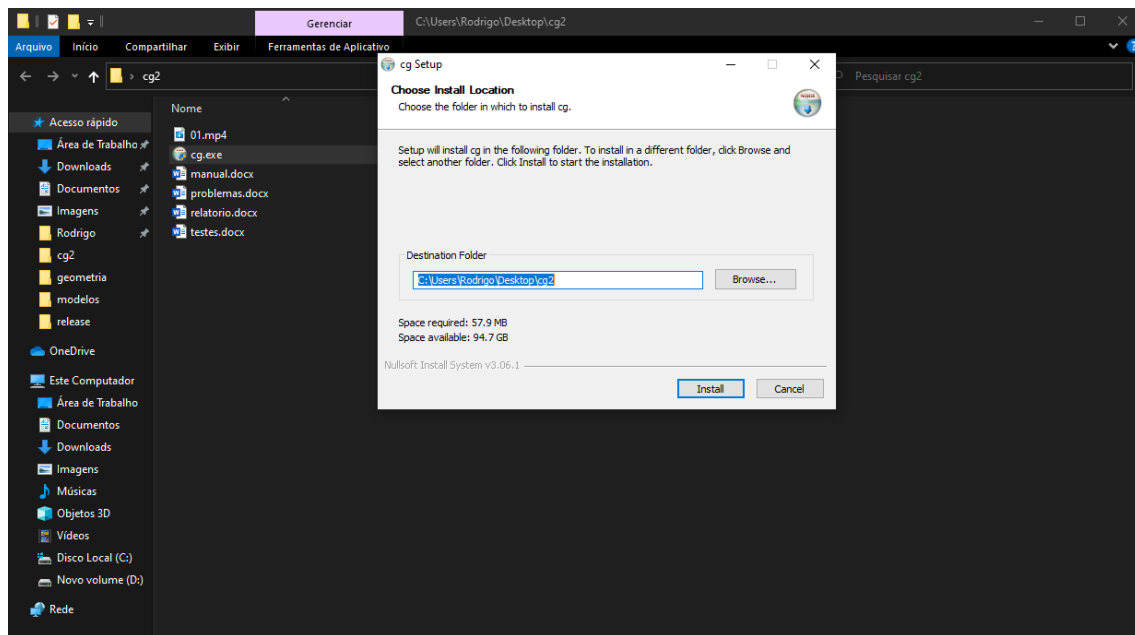 Gerenciar
C:\Users\Rodrigo\Desktop\cg2
Arquivo
Início
Compartilhar
Exibir
Ferramentas de Aplicativo
cg2
Pesquisar cg2
Acesso rápido
Área de Trabalho
Downloads
Documentos
Imagens
Rodrigo
cg2
geometria
modelos
release
OneDrive
Este Computador
Área de Trabalho
Documentos
Downloads
Imagens
Músicas
Objetos 3D
Vídeos
Disco Local (C:)
Novo volume (D:)
Rede
Nome
01.mp4
cg.exe
manual.docx
problemas.docx
relatorio.docx
testes.docx
cg Setup
Choose Install Location
Choose the folder in which to install cg.
Setup will install cg in the following folder. To install in a different folder, click Browse and
select another folder. Click Install to start the installation.
Destination Folder
C:\Users\Rodrigo\Desktop\cg2
Browse...
Space required: 57.9 MB
Space available: 94.7 GB
Nullsoft Install System v3.06.1
Install
Cancel